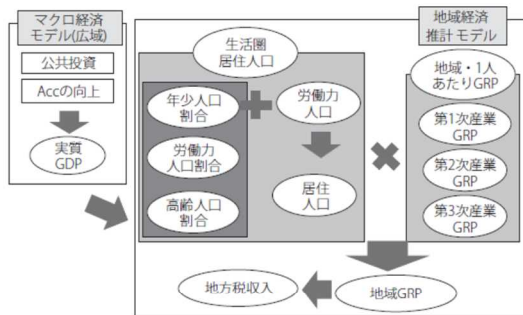 マクロ経済
モデル(広域)
公共投資
Accの向上
実質
GDP
地域経済
推計モデル
生活圏
居住人口
年少人口
割合
労働力
人口割合
高齢人口
割合
労働力
人口
居住
人口
地域・1人
あたりGRP
第1次産業
GRP
第2次産業
GRP
第3次産業
GRP
地方税収入
地域GRP